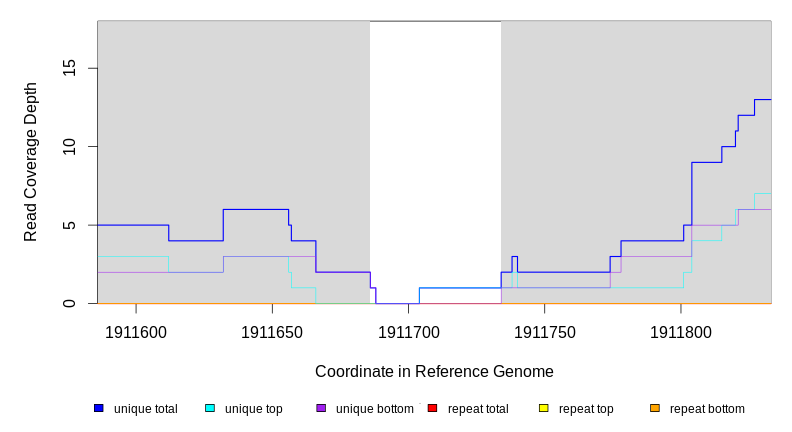 Read Coverage Depth
15
10
5
0
1911600 1911650 1911700 1911750 1911800
Coordinate in Reference Genome
unique total unique top unique bottom repeat total repeat top repeat bottom